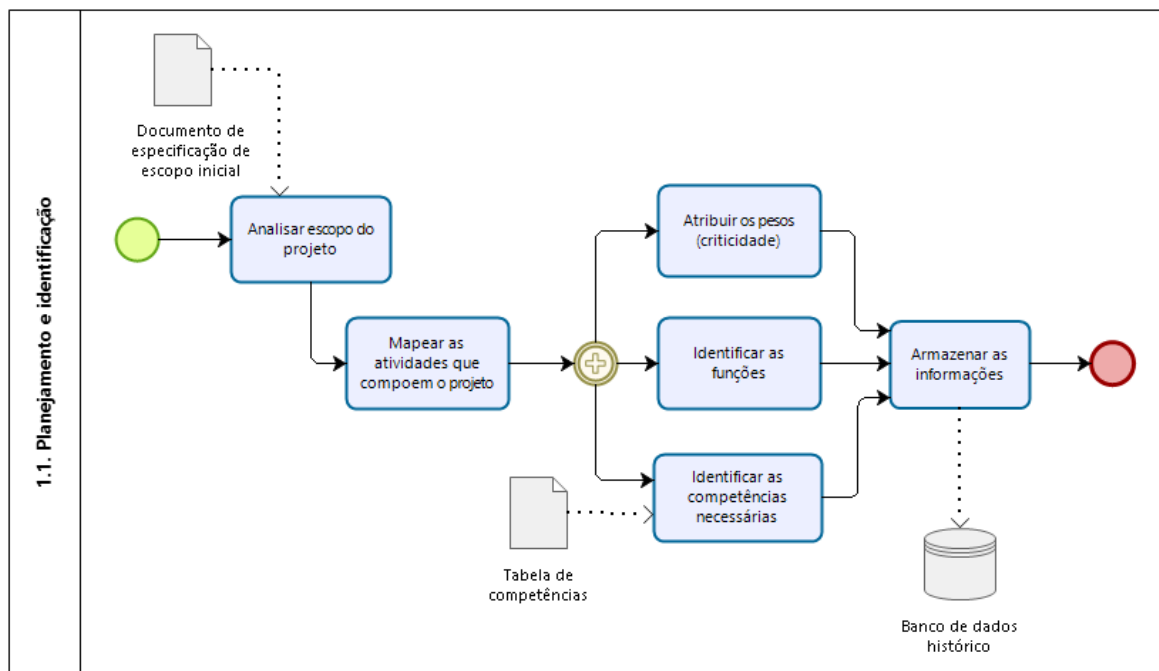 1.1. Planejamento e identificação
Documento de
especificação de
escopo inicial
Analisar escopo do
projeto
Mapear as
atividades que
compoem o projeto
Atribuir os pesos
(criticidade)
Identificar as
funções
Identificar as
competências
necessárias
Tabela de
competências
Armazenar as
informações
Banco de dados
histórico